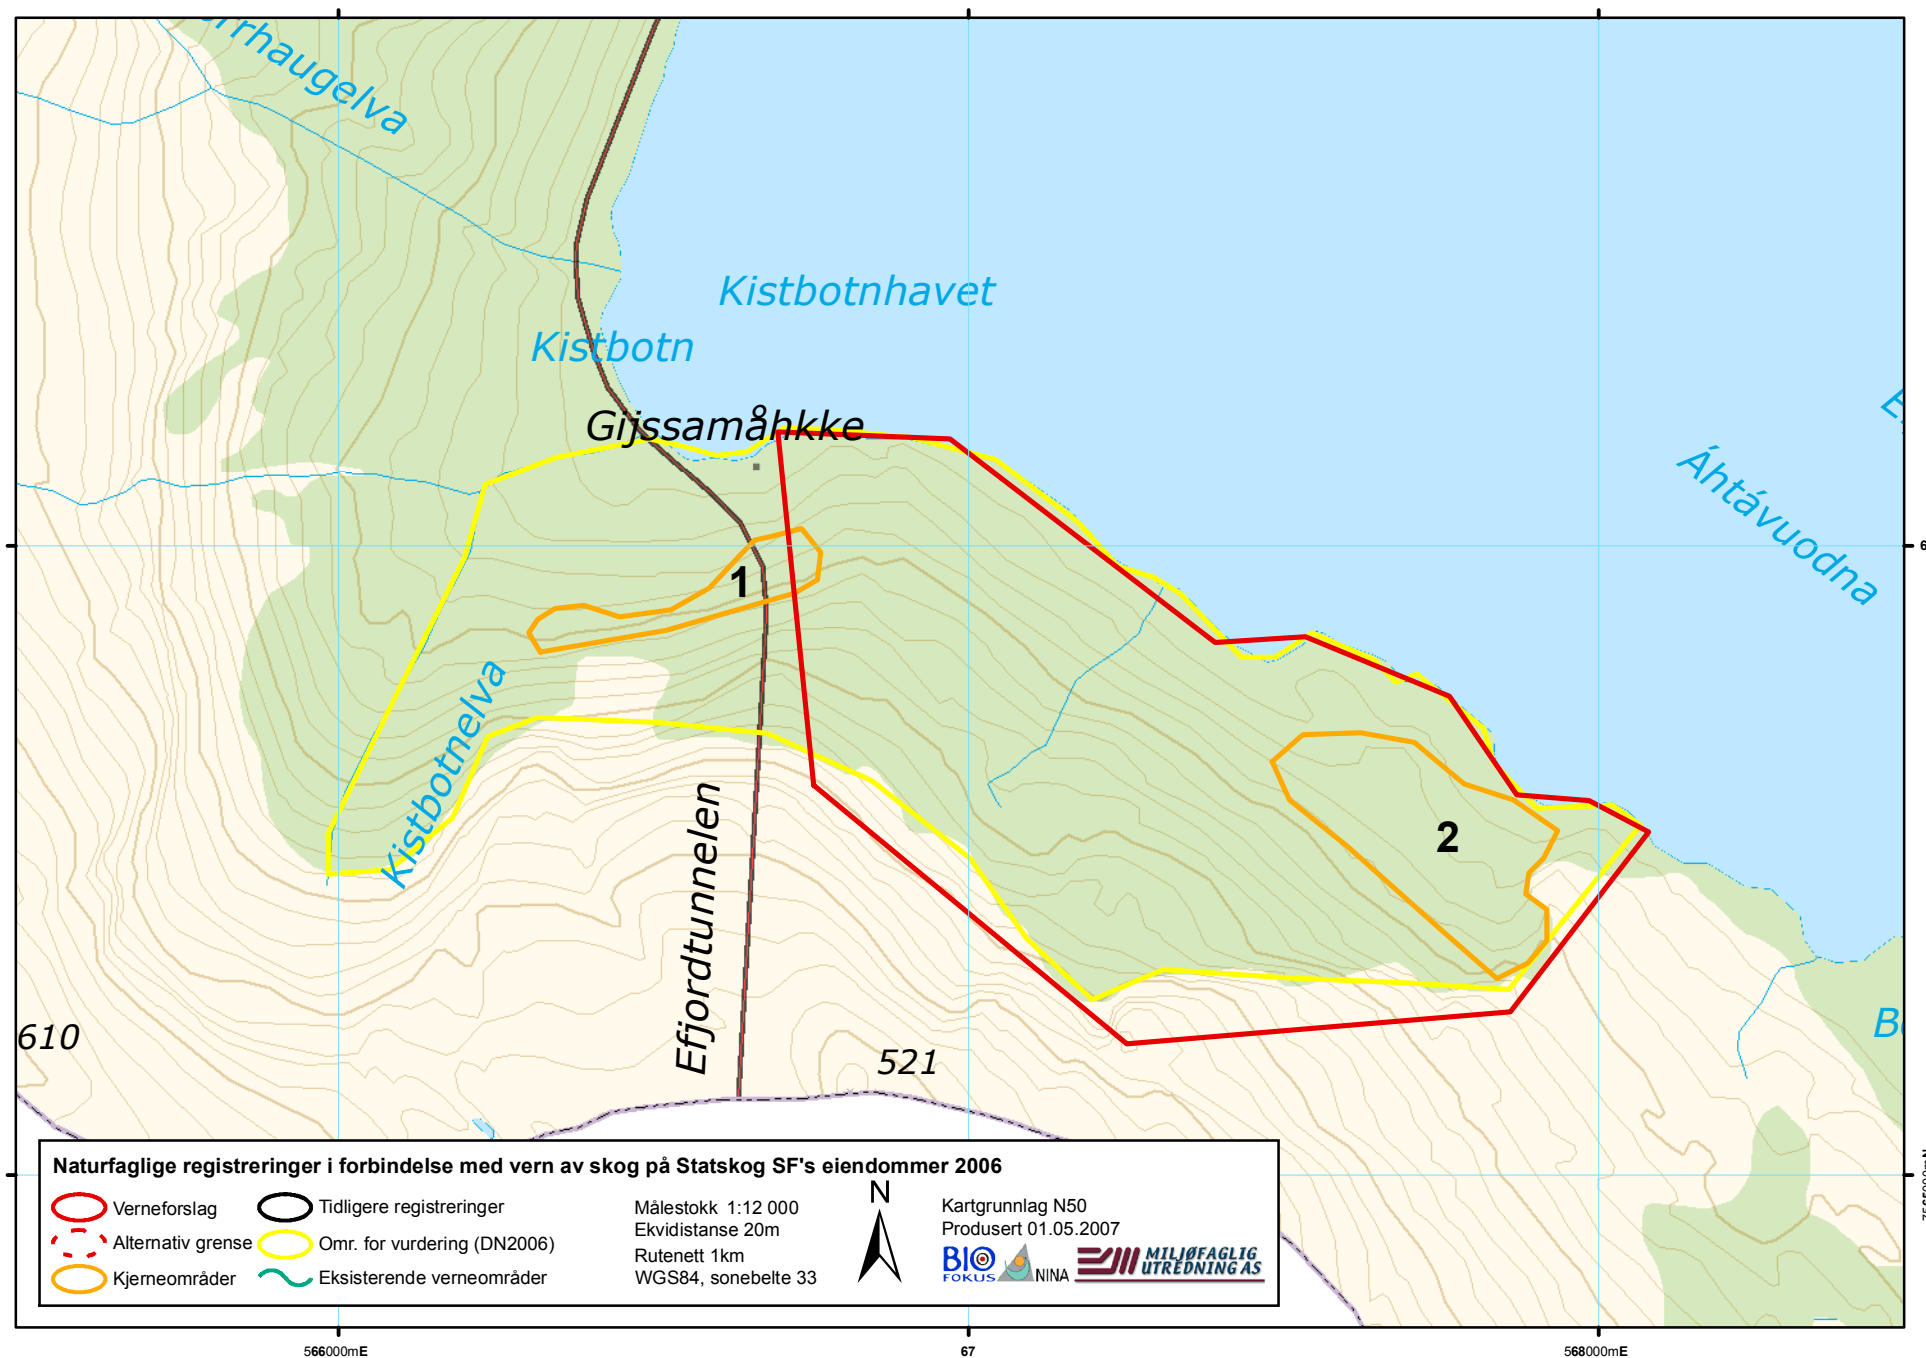 Kistbotnhavet
Kistbotn
Gijssamåhkke
Áhtávuodna
1
Kistbotnelva
2
Efjordtunnelen
610
521
Naturfaglige registreringer i forbindelse med vern av skog på Statskog SF's eiendommer 2006
Verneforslag
Alternativ grense
Kjerneområder
Tidligere registreringer
Omr. for vurdering (DN2006)
Eksisterende verneområder
Målestokk 1:12 000
Ekvidistanse 20m
Rutenett 1km
WGS84, sonebelte 33
N
Kartgrunnlag N50
Produsert 01.05.2007
BIO
FOKUS
NINA
MILJØFAGLIG
UTREDNING AS
566000mE
67
568000mE